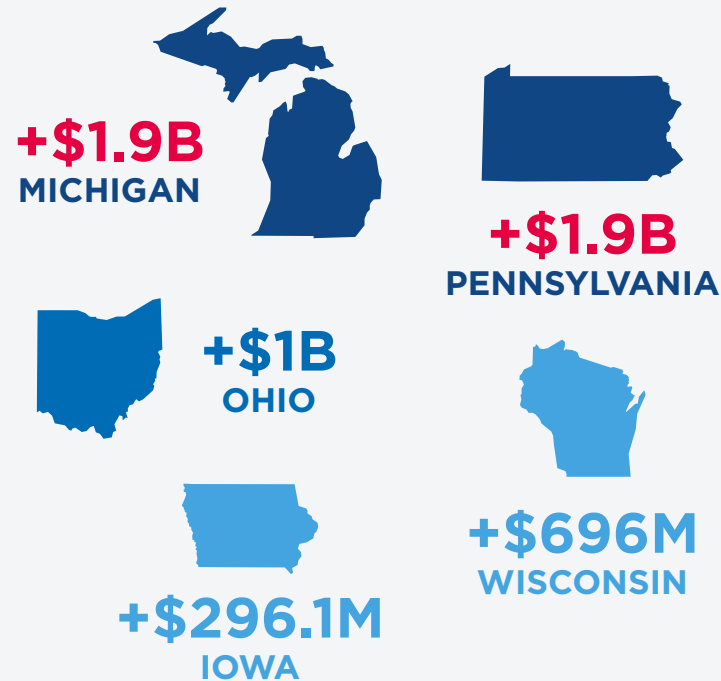 +$1.9B
MICHIGAN
+$1.9B
PENNSYLVANIA
+$1B
OHIO
+$696M
WISCONSIN
+$296.1M
IOWA